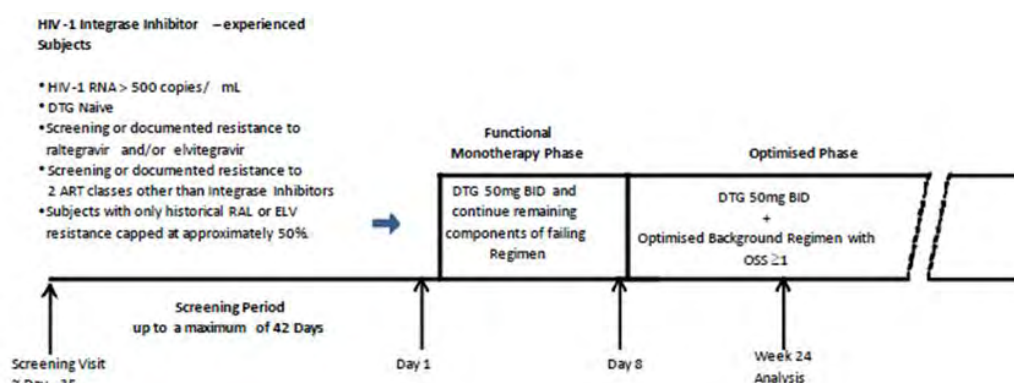 HIV-1 Integrase Inhibitor –experienced
Subjects
•HIV-1 RNA > 500 copies/ mL
•DTG Naive
•Screening or documented resistance to
raltegravir and/or elvitegravir
•Screening or documented resistance to
2 ART classes other than Integrase Inhibitors
•Subjects with only historical RAL or ELV
resistance capped at approximately 50%.
Functional
Monotherapy Phase
Optimised Phase
DTG 50mg BID and
continue remaining
components of failing
Regimen
DTG 50mg BID
+
Optimised Background Regimen with
OSS ≥1
Screening Period
up to a maximum of 42 Days
Screening Visit
Day 1
Day 8
Week 24
Analysis